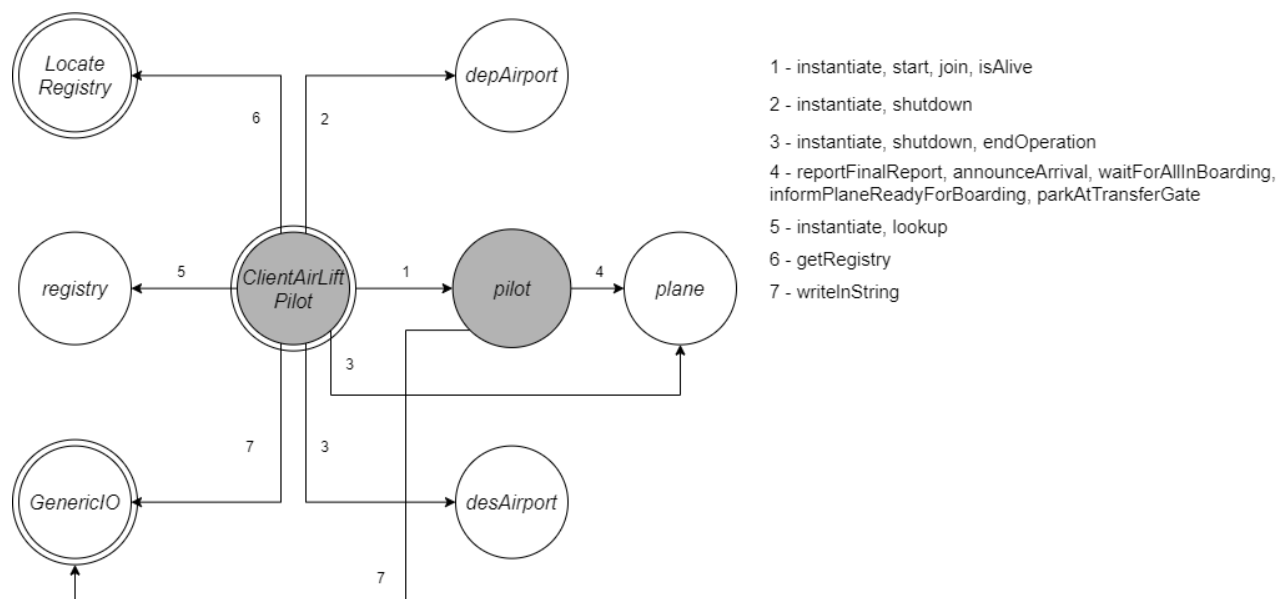 Locate
Registry
depAirport
6
2
registry
5
ClientAirLift
Pilot
1
pilot
4
plane
3
7
3
GenericIO
desAirport
7
1 - instantiate, start, join, isAlive
2 - instantiate, shutdown
3 - instantiate, shutdown, endOperation
4 - reportFinalReport, announceArrival, waitForAllInBoarding,
informPlaneReadyForBoarding, parkAtTransferGate
5 - instantiate, lookup
6 - getRegistry
7 - writeInString